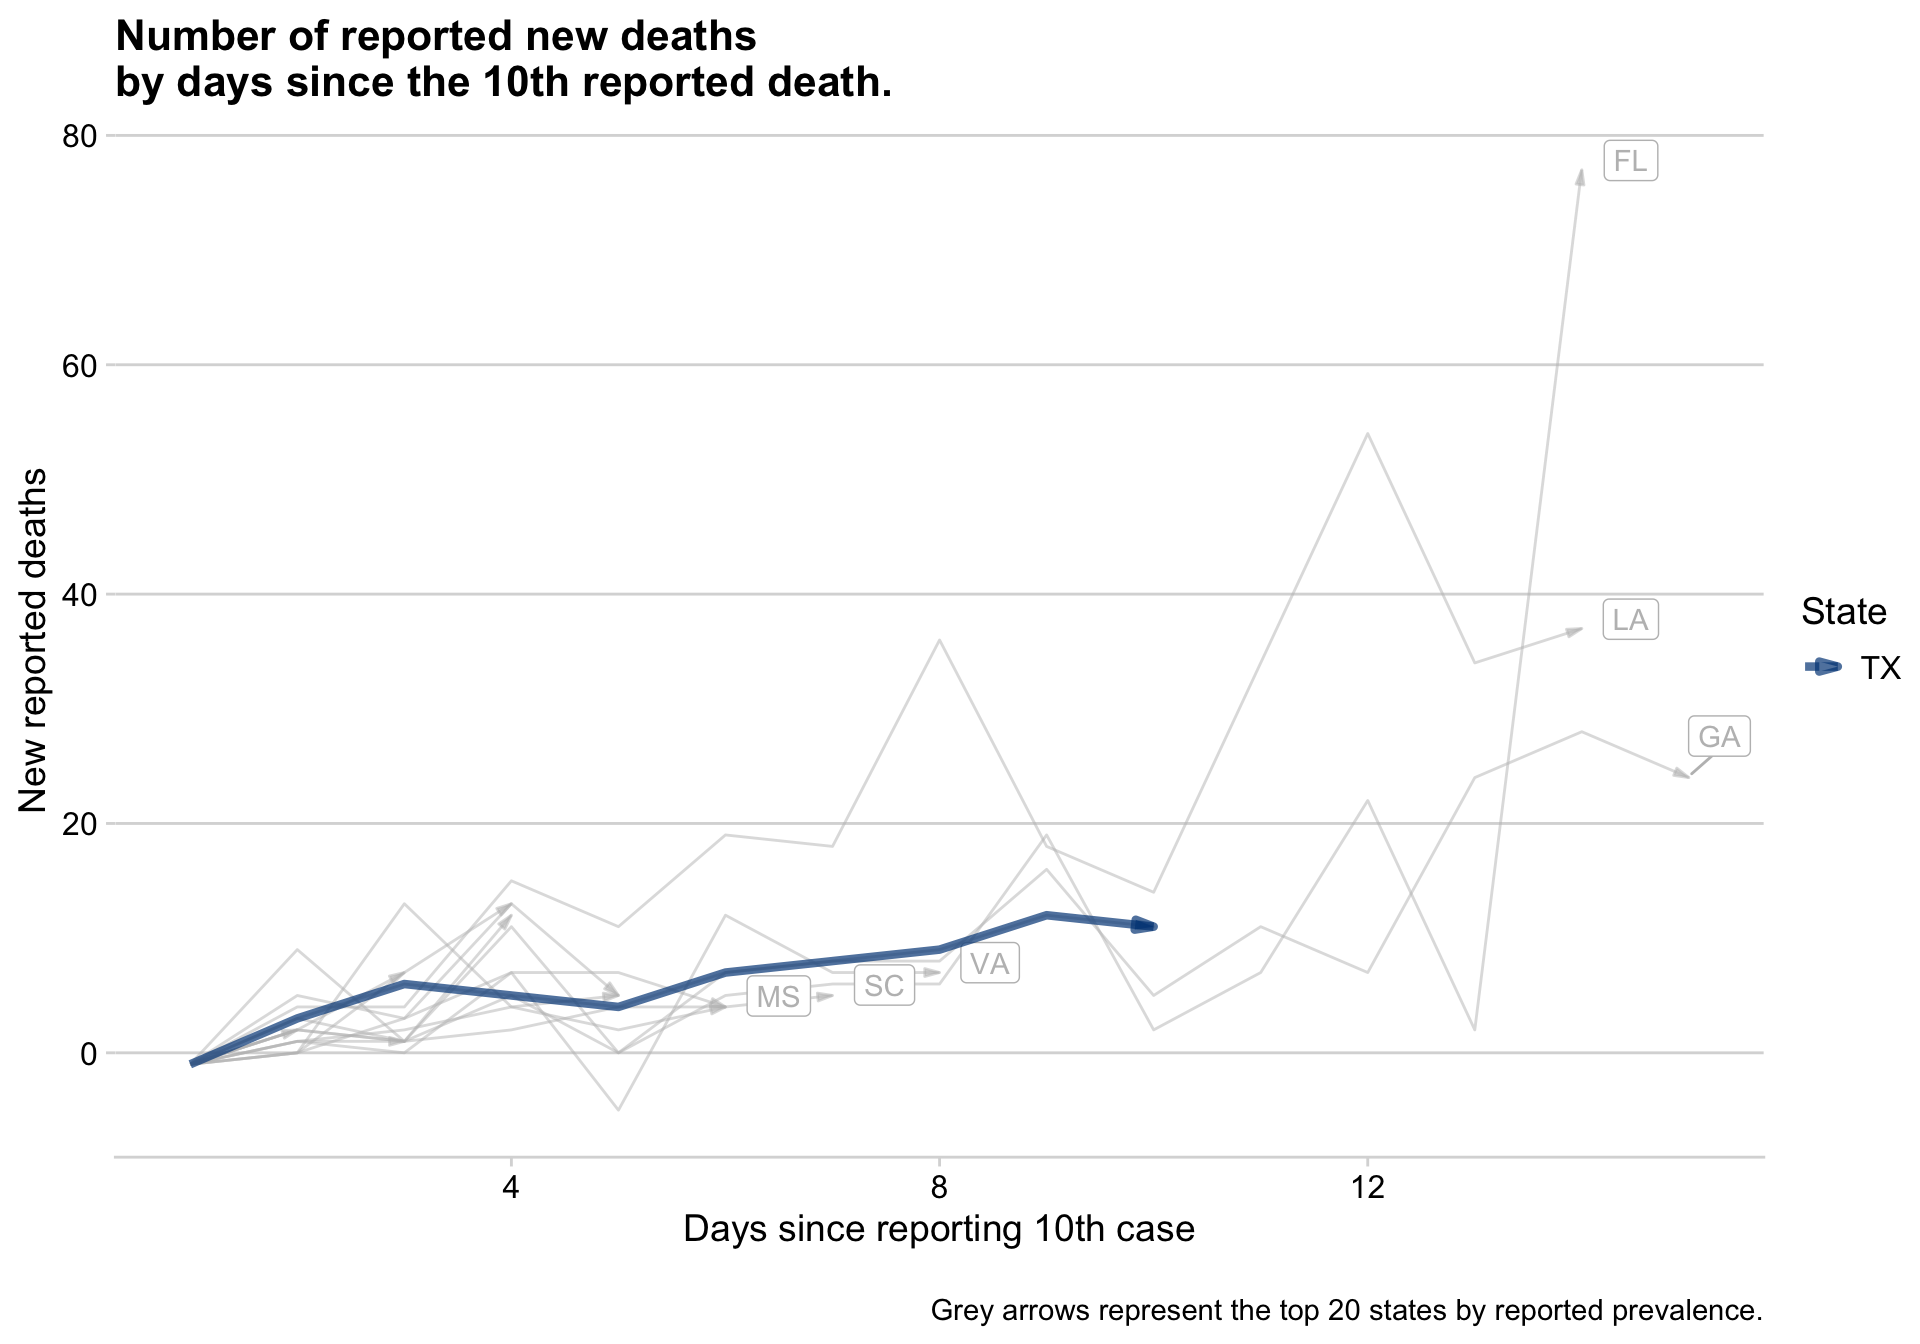 Number of reported new deaths
by days since the 10th reported death.
80
60
40
20
0
New reported deaths
FL
LA
GA
VA
SC
MS
4
8
12
Days since reporting 10th case
State
TX
Grey arrows represent the top 20 states by reported prevalence.